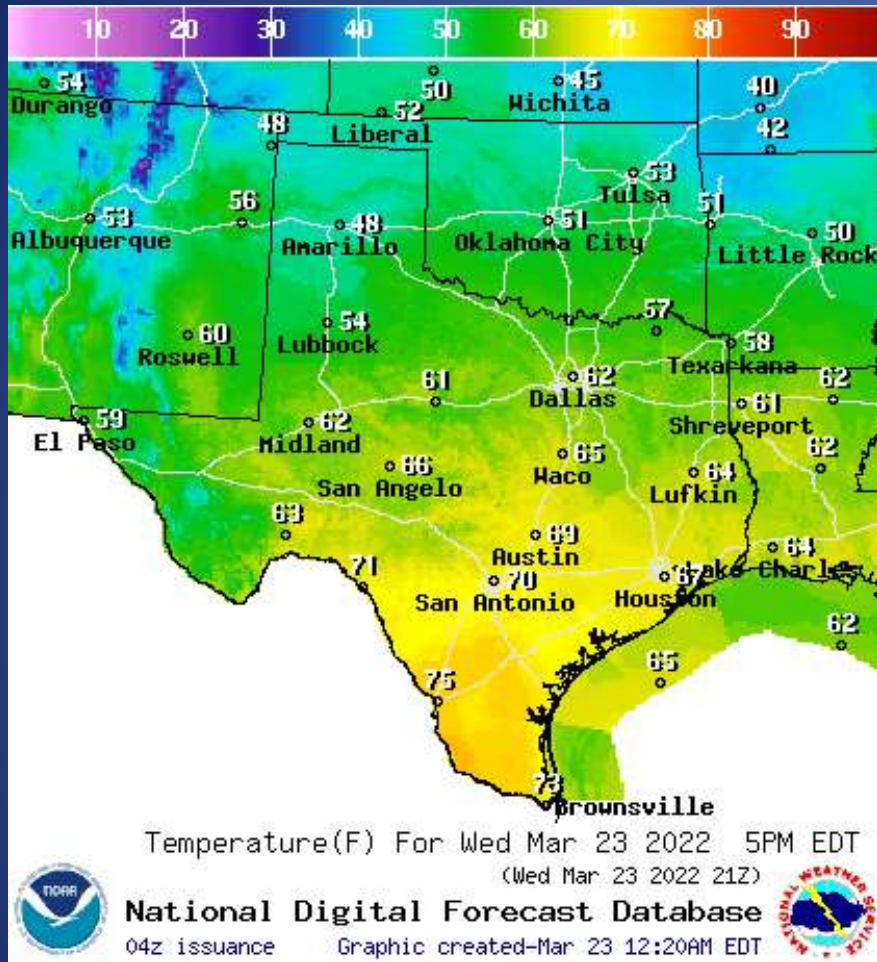 10 20 30 40 50 60 70 80 90
54 50 45 40
Durango Wichita
52
Liberal
48 42
53
Tulsa
53 56 48 51 51 50
Albuquerque Amarillo Oklahoma City Little Rock
60 54 57 58
Roswell Lubbock Texarkana
61 62 61 62
Dallas Shreveport
59 62
El Paso Midland
66 65 64 62
San Angelo Waco Lufkin
63 69 64
Austin
71 70 67 Lake Charles
San Antonio Houston
62
75 65
73
Brownsville
Temperature(F) For Wed Mar 23 2022 5PM EDT
(Wed Mar 23 2022 21Z)
NOAA
National Digital Forecast Database
04z issuance Graphic created-Mar 23 12:20AM EDT
NATIONAL WEATHER SERVICE